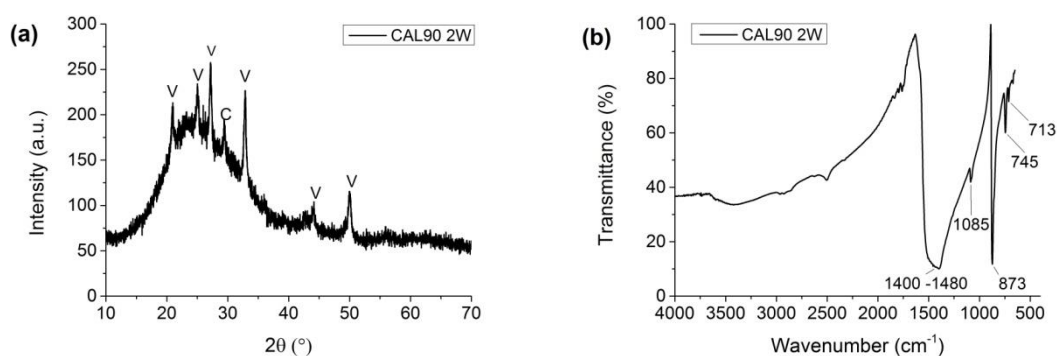 (a)
CAL90 2W
300
250
200
150
100
50
0
Intensity (a.u.)
V
V
V
C
V
V
V
10
20
30
40
50
60
70
2θ (°)
(b)
CAL90 2W
100
80
60
40
20
0
Transmittance (%)
713
745
1085
1400 -1480
873
4000
3500
3000
2500
2000
1500
1000
500
Wavenumber (cm⁻¹)